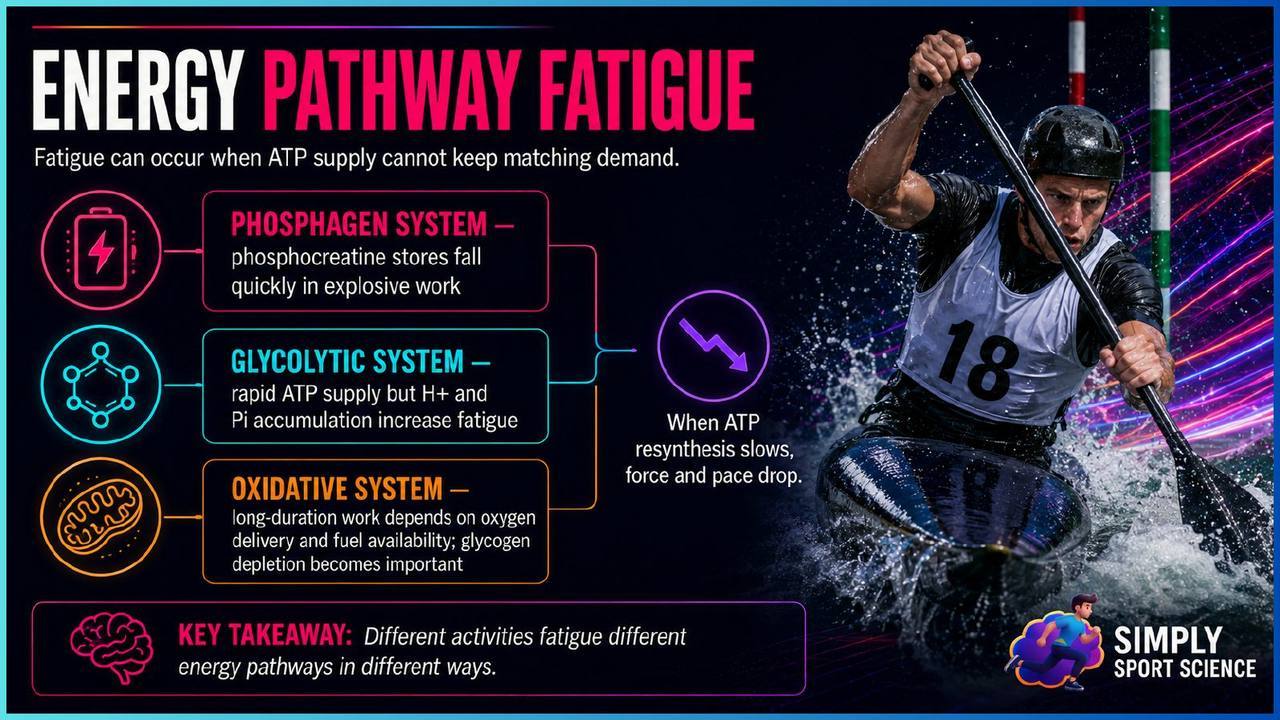 ENERGY PATHWAY FATIGUE
Fatigue can occur when ATP supply cannot keep matching demand.
PHOSPHAGEN SYSTEM —
phosphocreatine stores fall
quickly in explosive work
GLYCOLYTIC SYSTEM —
rapid ATP supply but H+ and
Pi accumulation increase fatigue
OXIDATIVE SYSTEM —
long-duration work depends on oxygen
delivery and fuel availability; glycogen
depletion becomes important
When ATP
resynthesis slows,
force and pace drop.
18
KEY TAKEAWAY: Different activities fatigue different
energy pathways in different ways.
SIMPLY
SPORT SCIENCE